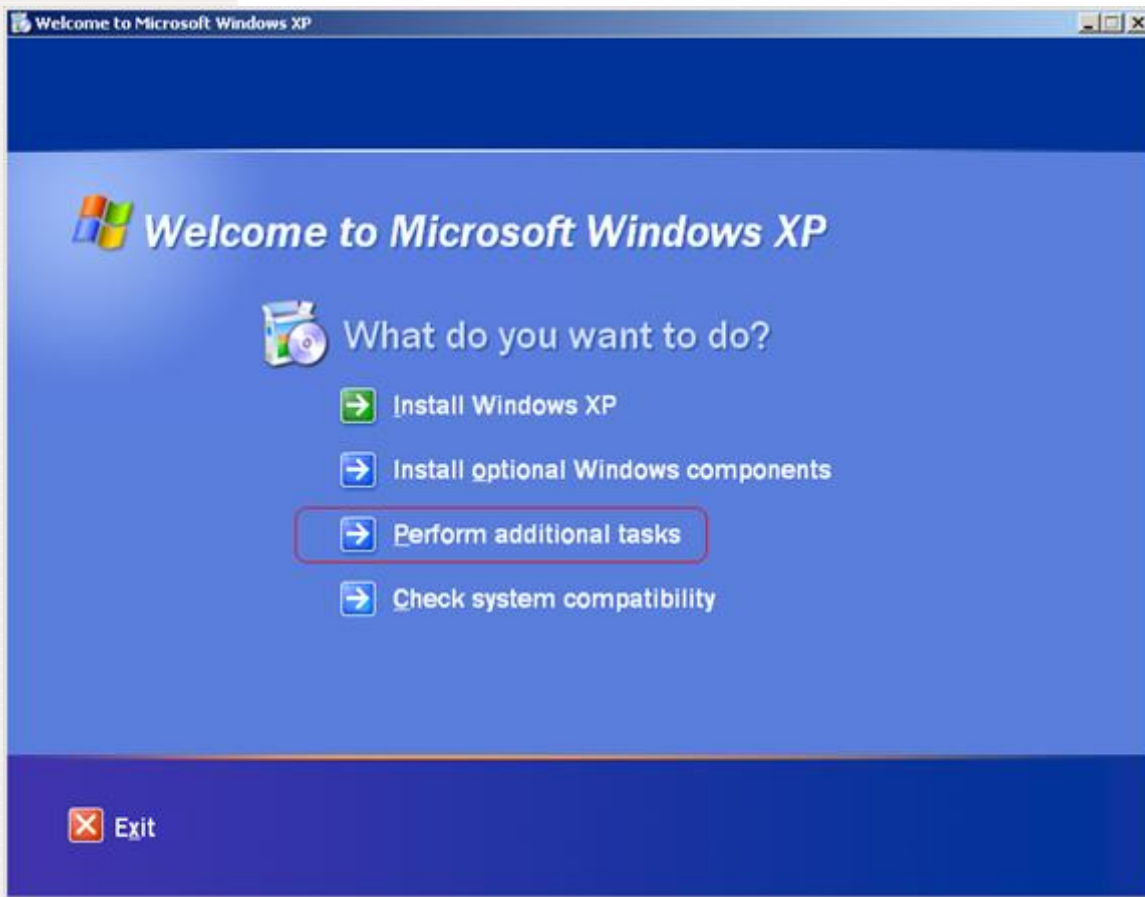 Welcome to Microsoft Windows XP
Welcome to Microsoft Windows XP
What do you want to do?
Install Windows XP
Install optional Windows components
Perform additional tasks
Check system compatibility
Exit